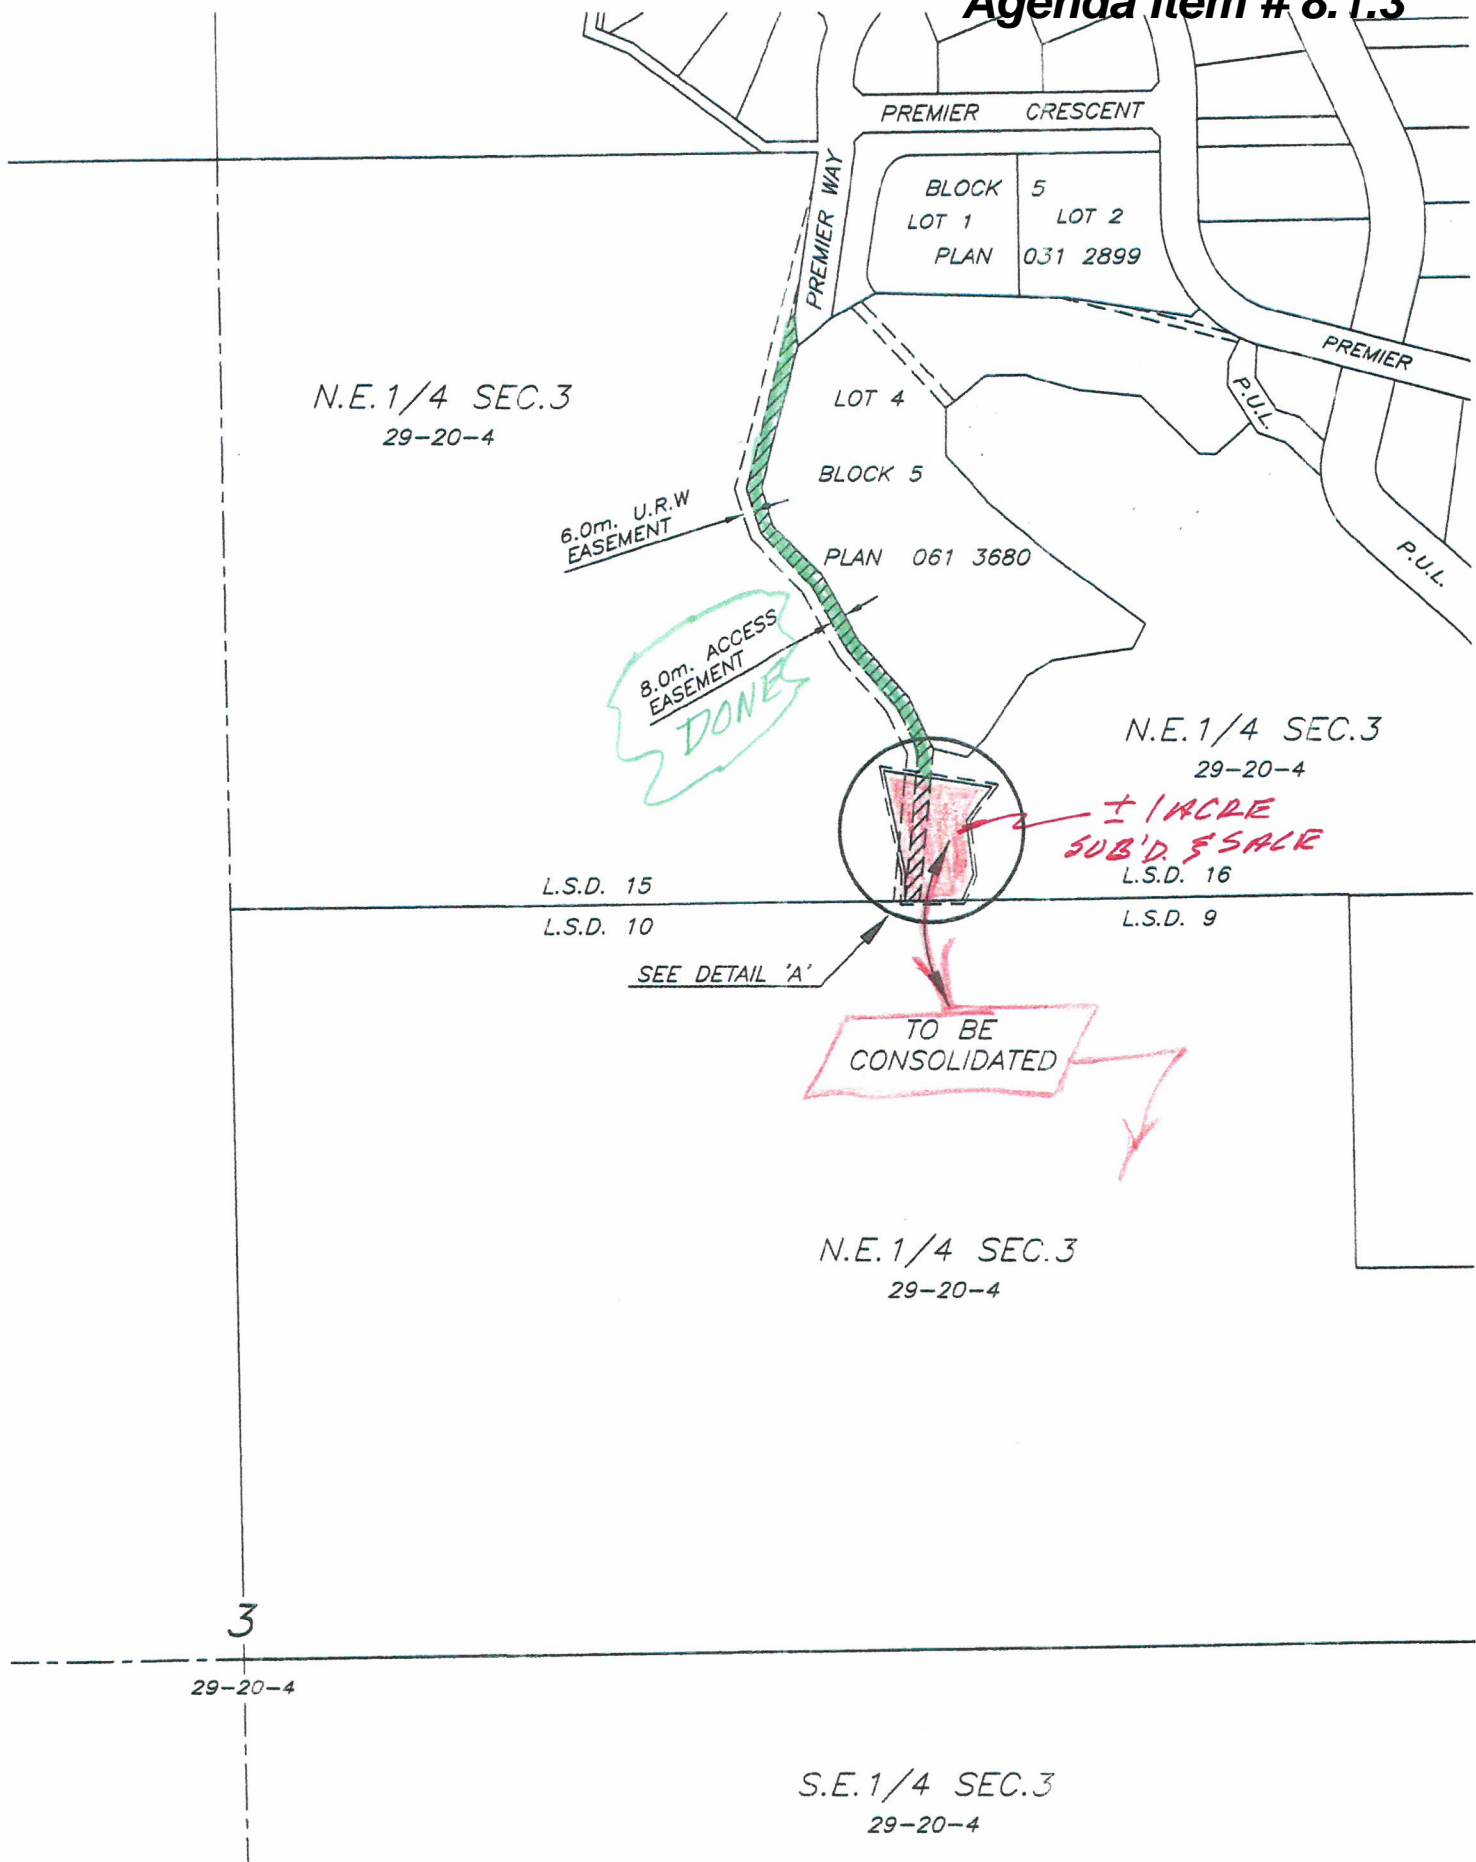 Agenda Item # 8.1.3
PREMIER CRESCENT
PREMIER WAY
BLOCK 5
LOT 1 LOT 2
PLAN 031 2899
PREMIER
P.U.L.
P.U.L.
N.E.1/4 SEC.3
29-20-4
LOT 4
BLOCK 5
PLAN 061 3680
6.0m. U.R.W
EASEMENT
8.0m. ACCESS
EASEMENT
DONE
N.E.1/4 SEC.3
29-20-4
± 1 ACRE
SUB'D. & SALE
L.S.D. 15
L.S.D. 16
L.S.D. 10
L.S.D. 9
SEE DETAIL 'A'
TO BE
CONSOLIDATED
N.E.1/4 SEC.3
29-20-4
3
29-20-4
S.E.1/4 SEC.3
29-20-4